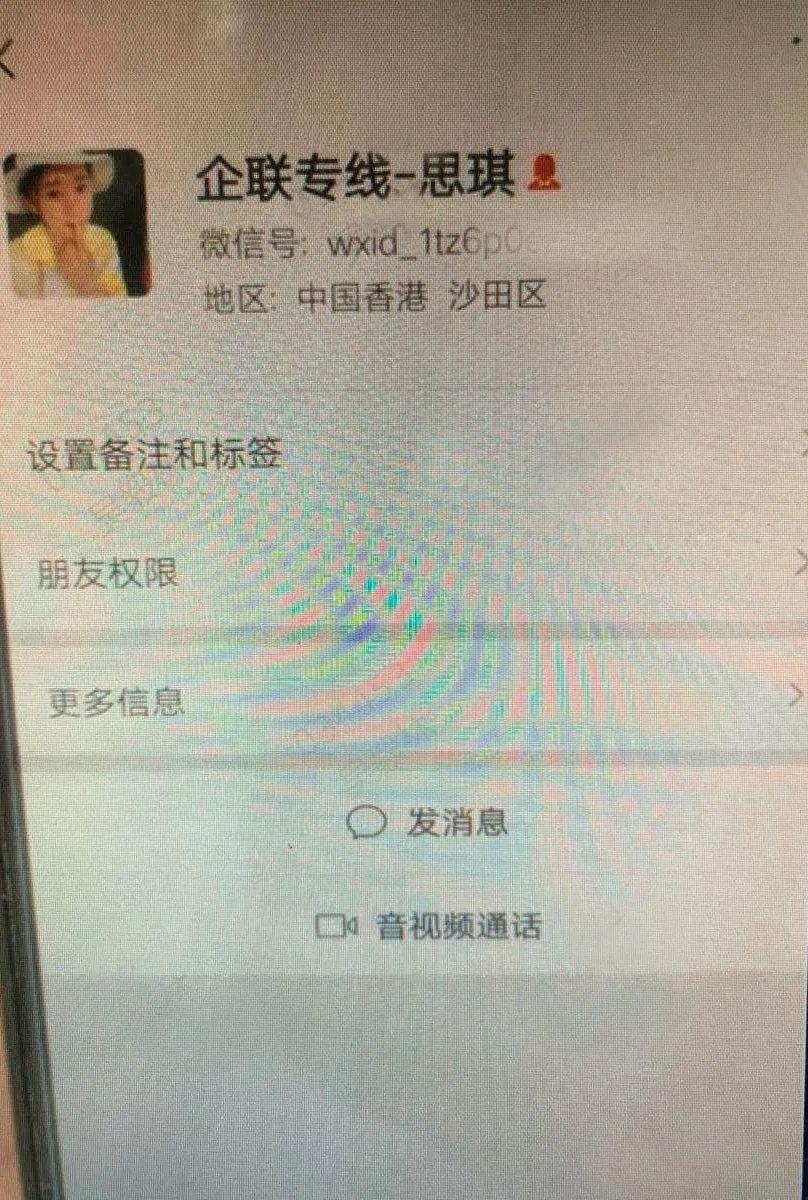 企联专线-思琪
微信号: wxid_1tz6p0
地区: 中国香港 沙田区
设置备注和标签
朋友权限
更多信息
发消息
音视频通话